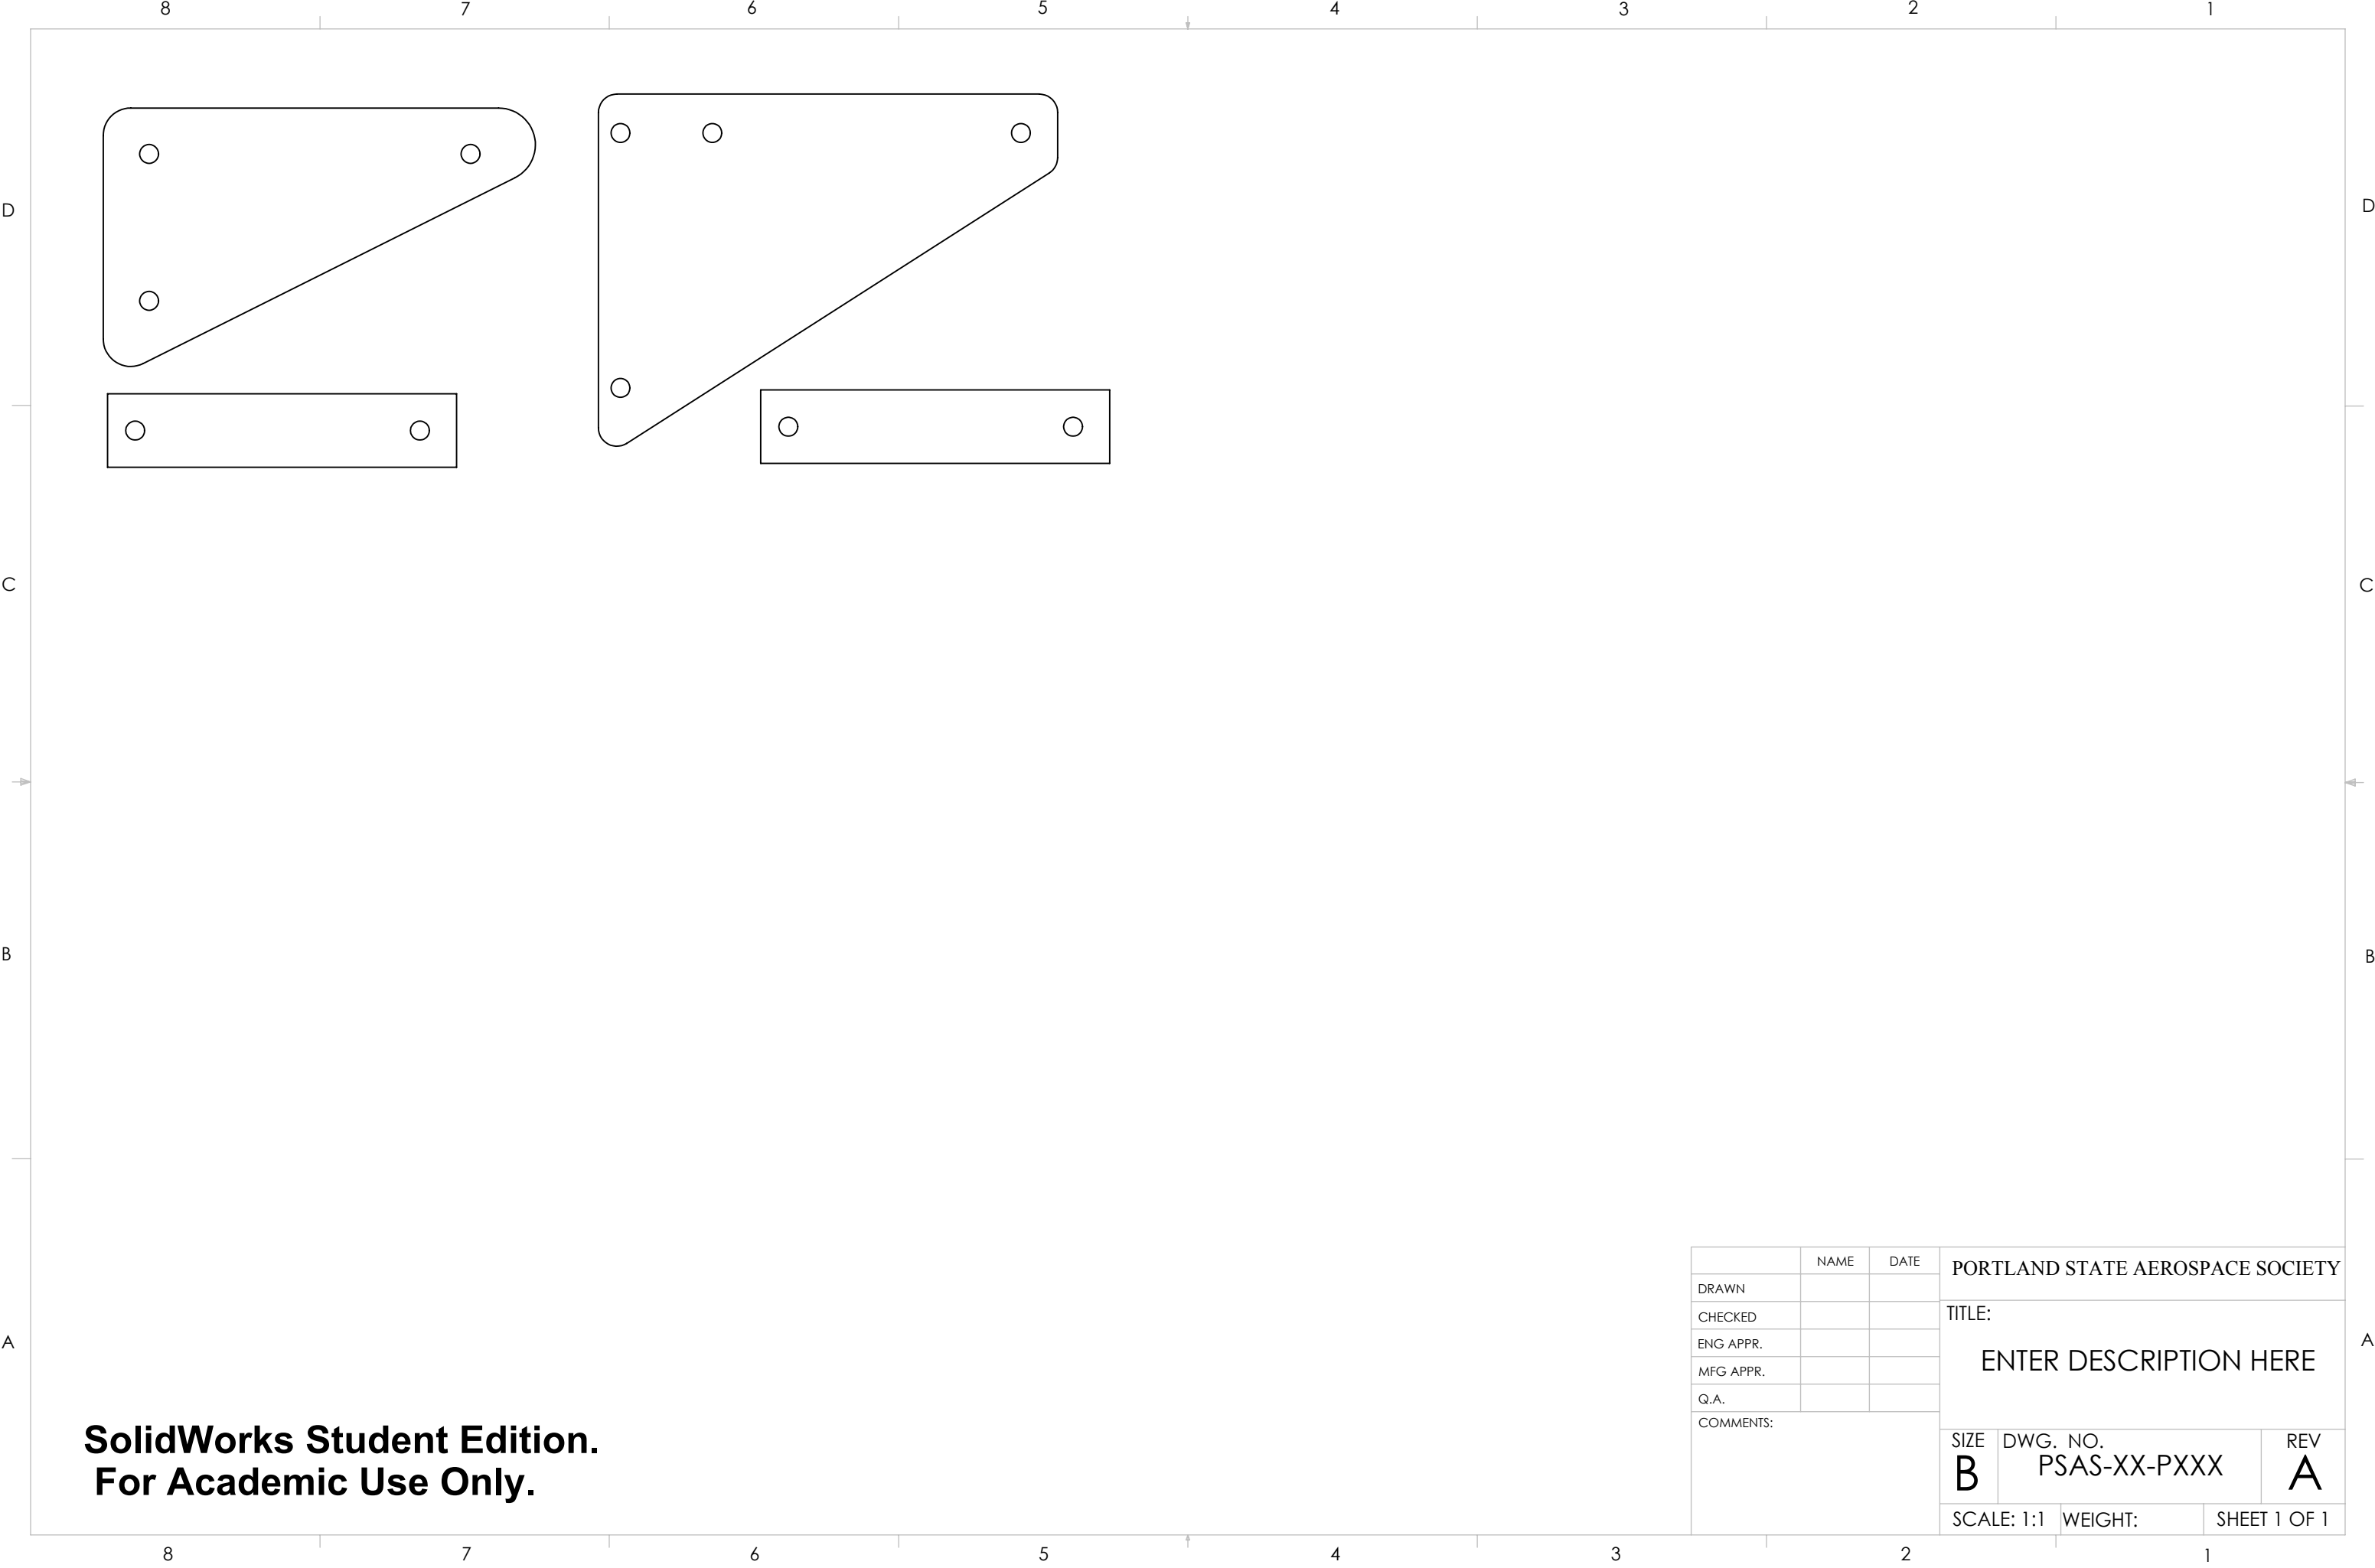 8 7 6 5 4 3 2 1
D D
C C
B B
NAME DATE
PORTLAND STATE AEROSPACE SOCIETY
DRAWN
TITLE:
CHECKED
A A
ENG APPR.
ENTER DESCRIPTION HERE
MFG APPR.
Q.A.
COMMENTS:
SolidWorks Student Edition.
For Academic Use Only.
SIZE DWG. NO. REV
B PSAS-XX-PXXX A
SCALE: 1:1 WEIGHT: SHEET 1 OF 1
8 7 6 5 4 3 2 1